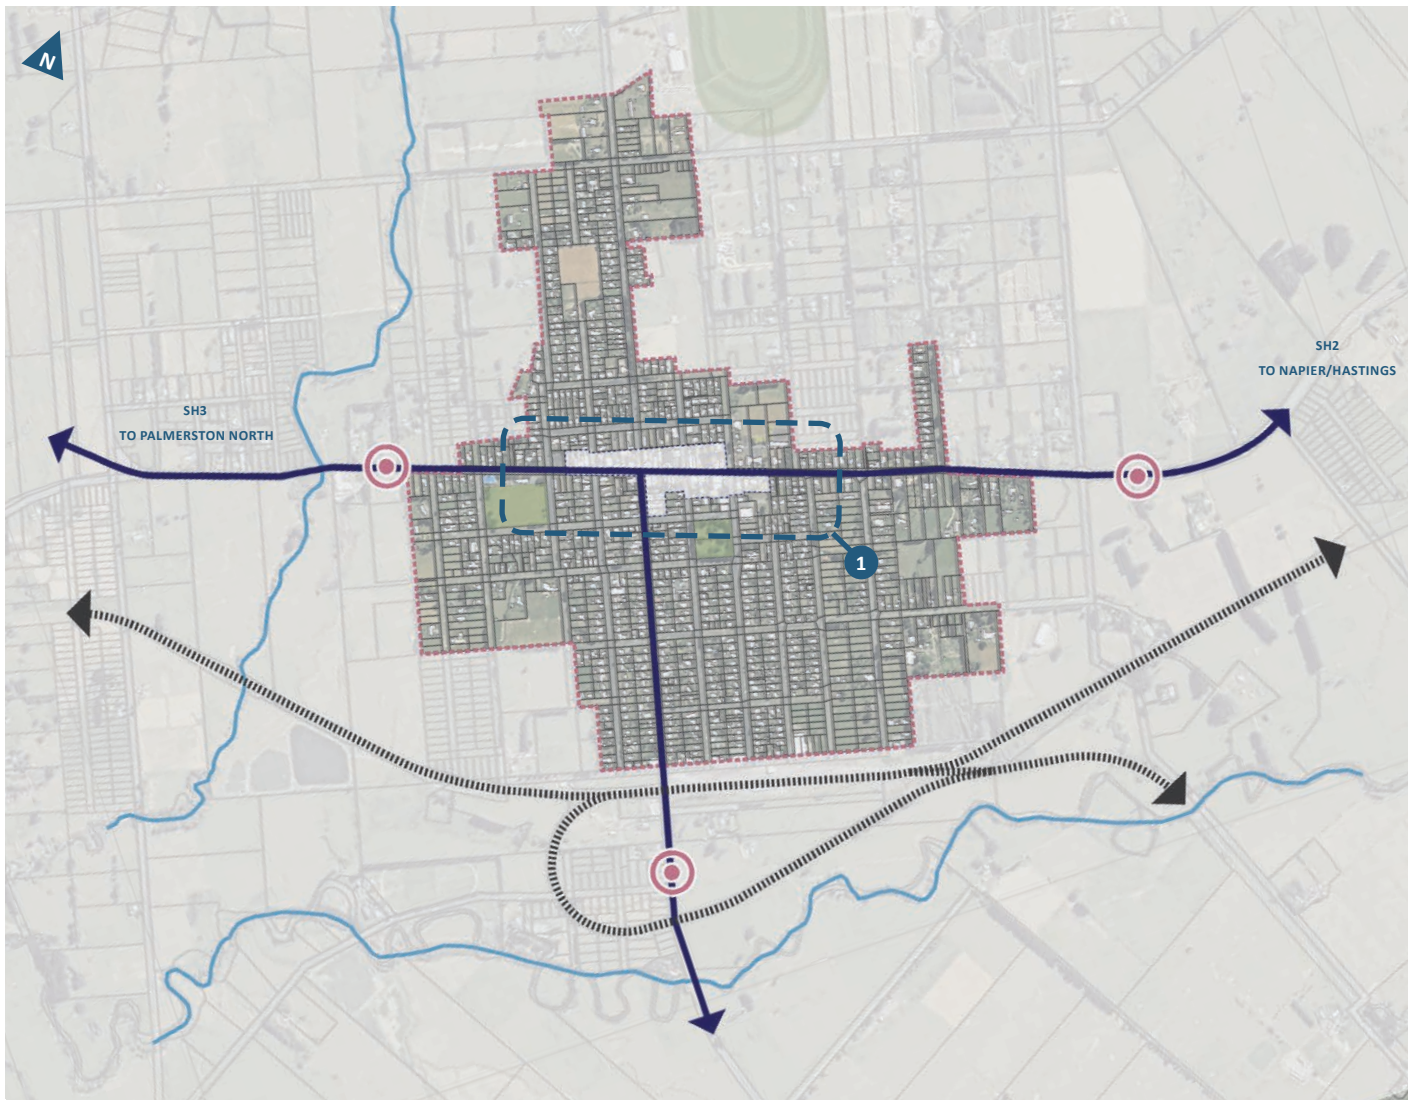 N
SH2
TO NAPIER/HASTINGS
SH3
TO PALMERSTON NORTH
1